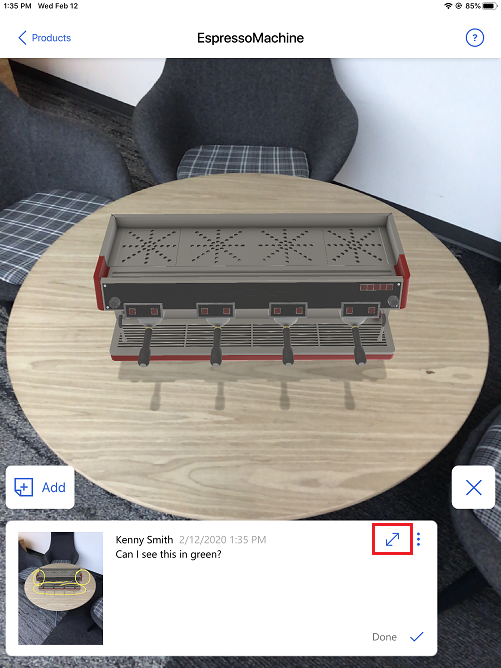 1:35 PM Wed Feb 12 85%
Products EspressoMachine ?
Add
Kenny Smith 2/12/2020 1:35 PM
Can I see this in green?
Done